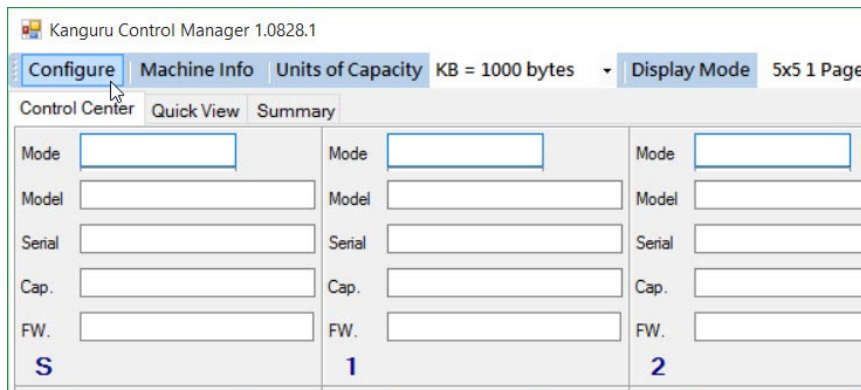 Kanguru Control Manager 1.0828.1
Configure Machine Info Units of Capacity KB = 1000 bytes Display Mode 5x5 1 Page
Control Center Quick View Summary
Mode Mode Mode
Model Model Model
Serial Serial Serial
Cap. Cap. Cap.
FW. FW. FW.
S 1 2